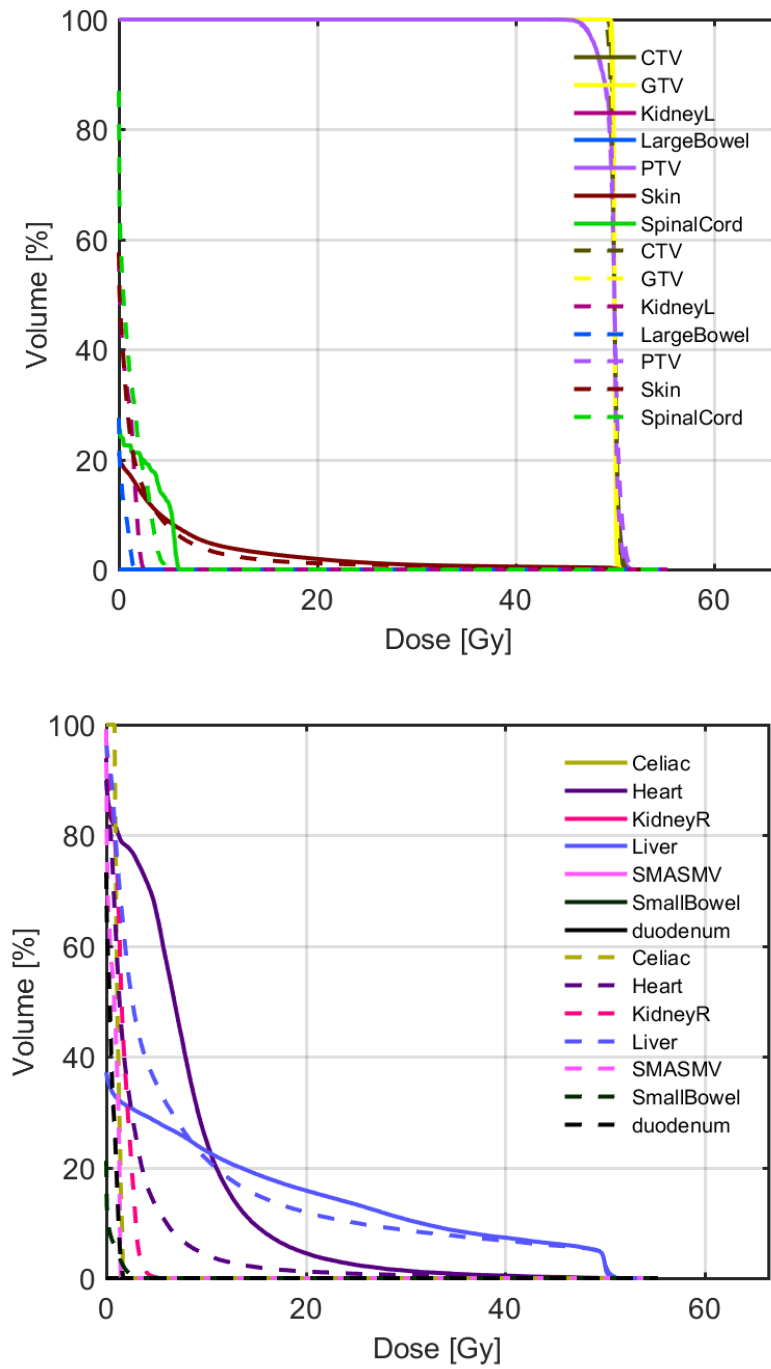 100
80
60
40
20
0
Volume [%]
CTV
GTV
KidneyL
LargeBowel
PTV
Skin
SpinalCord
CTV
GTV
KidneyL
LargeBowel
PTV
Skin
SpinalCord
0 20 40 60
Dose [Gy]
100
80
60
40
20
0
Volume [%]
Celiac
Heart
KidneyR
Liver
SMASMV
SmallBowel
duodenum
Celiac
Heart
KidneyR
Liver
SMASMV
SmallBowel
duodenum
0 20 40 60
Dose [Gy]